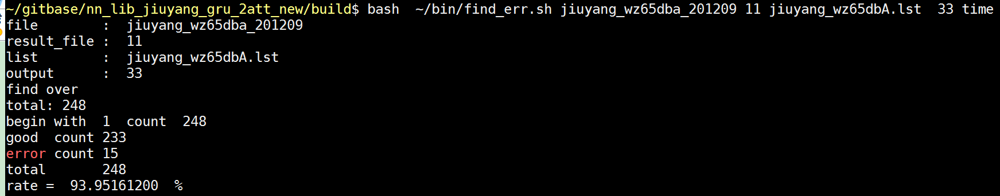 ~/gitbase/nn_lib_jiuyang_gru_2att_new/build$ bash  ~/bin/find_err.sh jiuyang_wz65dba_201209 11 jiuyang_wz65dbA.lst  33 time
file        :  jiuyang_wz65dba_201209
result_file :  11
list        :  jiuyang_wz65dbA.lst
output      :  33
find over
total: 248
begin with  1  count  248
good  count 233
error count 15
total       248
rate =  93.95161200  %